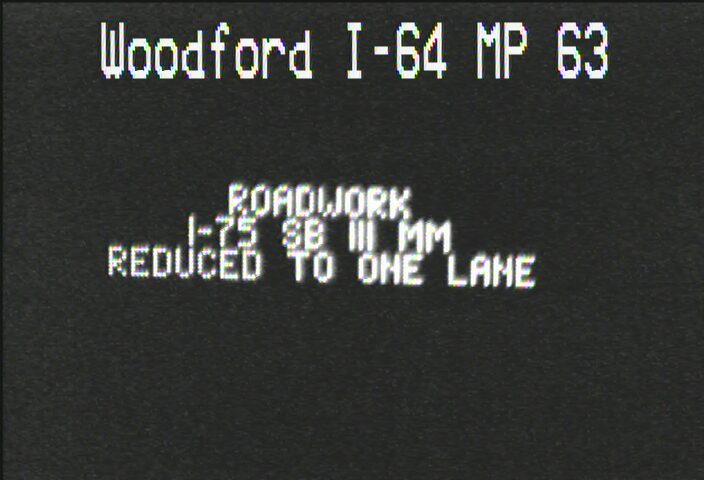 Woodford I-64 MP 63
ROADWORK
I-75 SB 111 MM
REDUCED TO ONE LANE